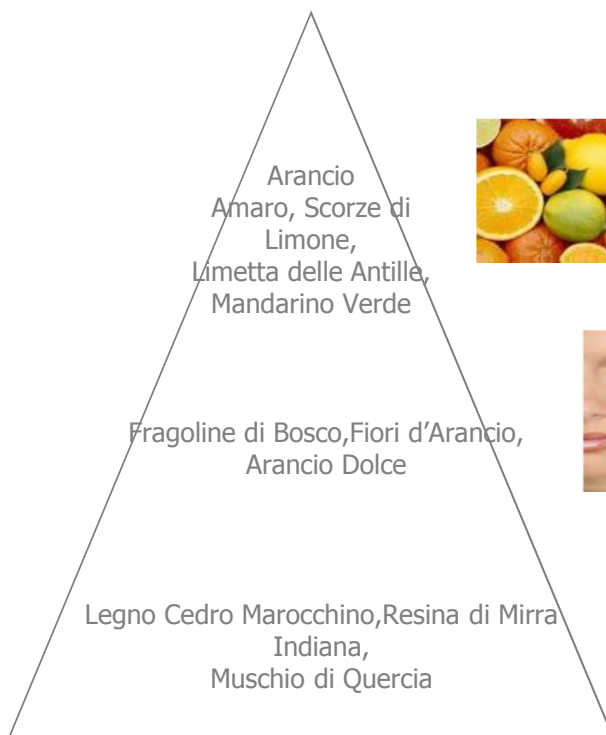 Arancio
Amaro, Scorze di
Limone,
Limetta delle Antille,
Mandarino Verde
Fragoline di Bosco,Fiori d’Arancio,
Arancio Dolce
Legno Cedro Marocchino,Resina di Mirra
Indiana,
Muschio di Quercia